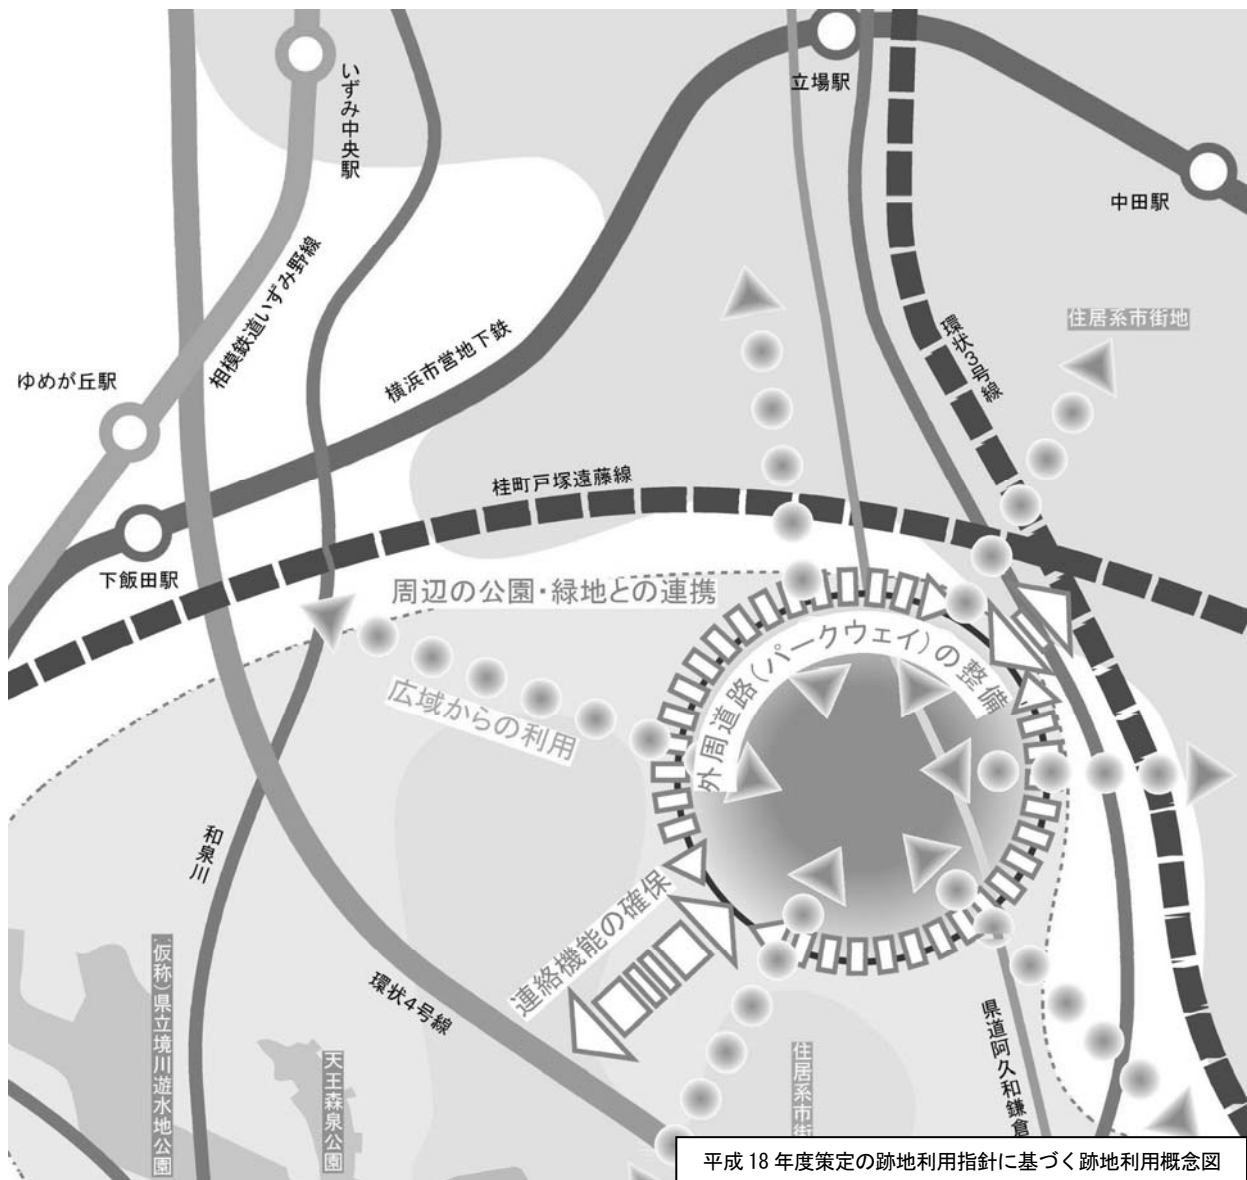 いずみ中央駅
立場駅
中田駅
相模鉄道いずみ野線
横浜市営地下鉄
環状3号線
住居系市街地
ゆめが丘駅
桂町戸塚遠藤線
下飯田駅
周辺の公園・緑地との連携
外周道路(パークウェイ)の整備
広域からの利用
和泉川
連絡機能の確保
環状4号線
(仮称)県立境川遊水地公園
天王森泉公園
住居系市街
県道阿久和鎌倉
平成18年度策定の跡地利用指針に基づく跡地利用概念図